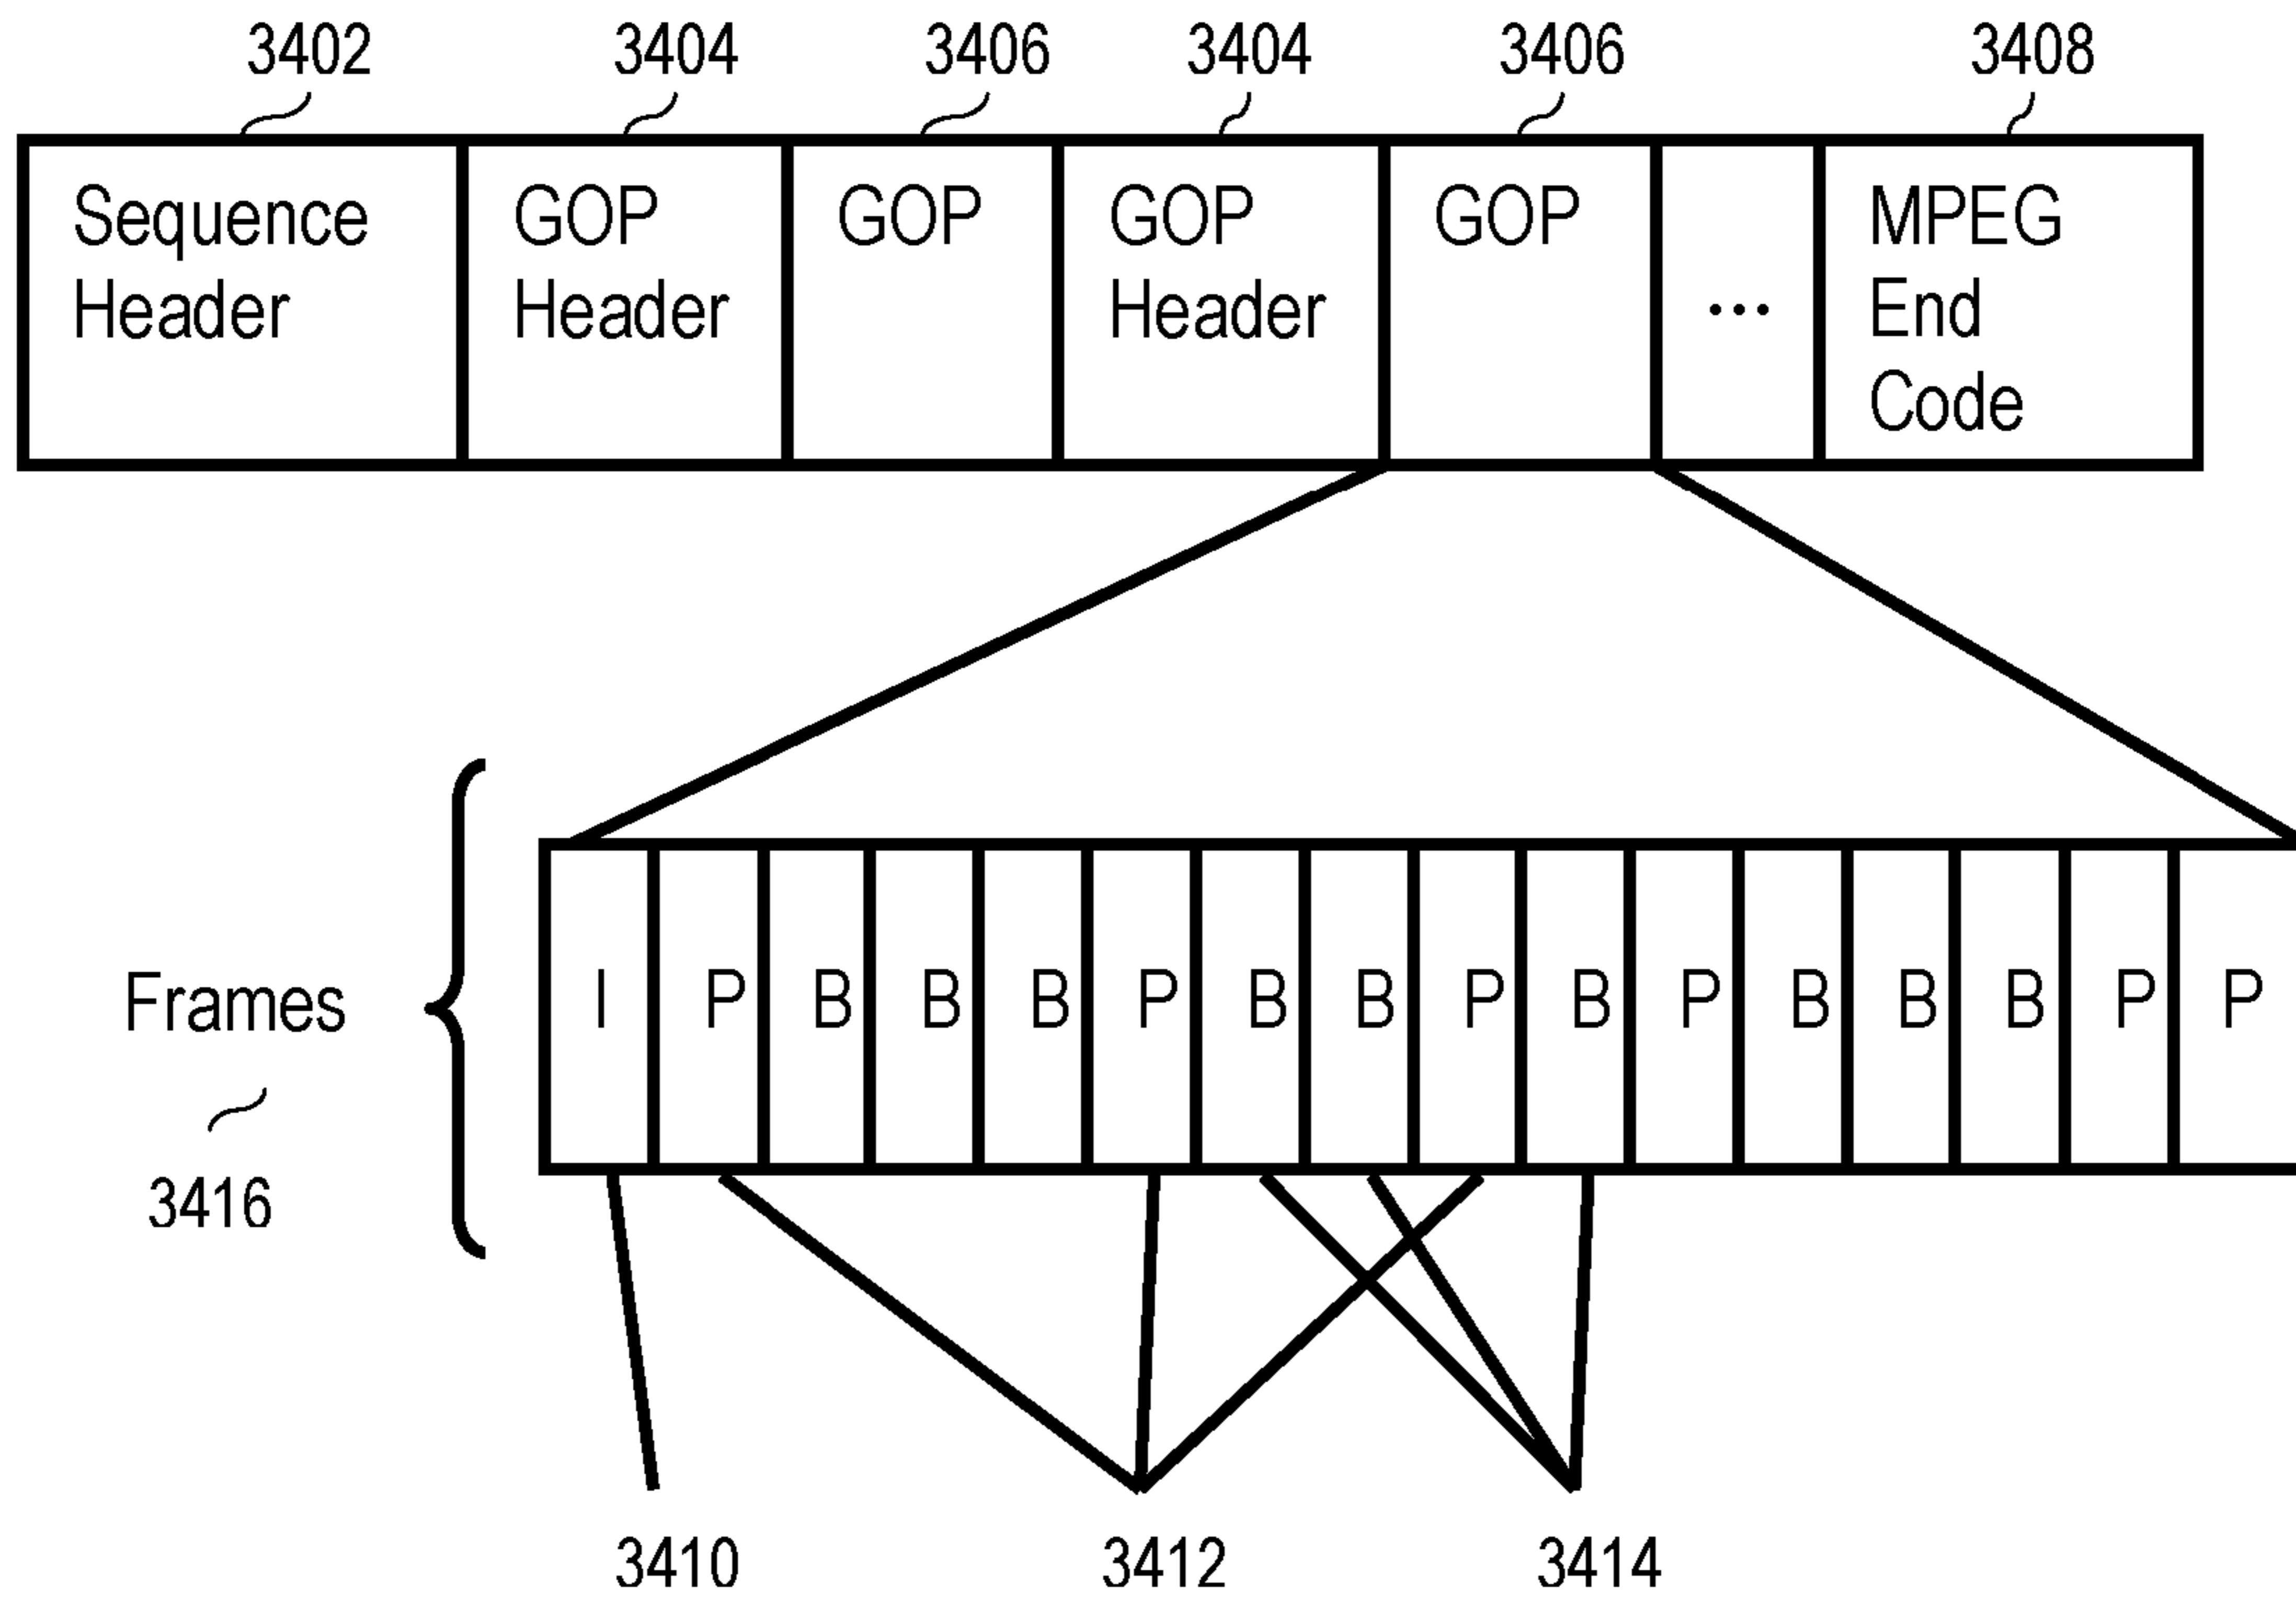 3402 3404 3406 3404 3406 3408
Sequence Header
GOP Header
GOP
GOP Header
GOP
...
MPEG End Code
Frames
3416
I P B B B P B B P B P B B B P P
3410 3412 3414